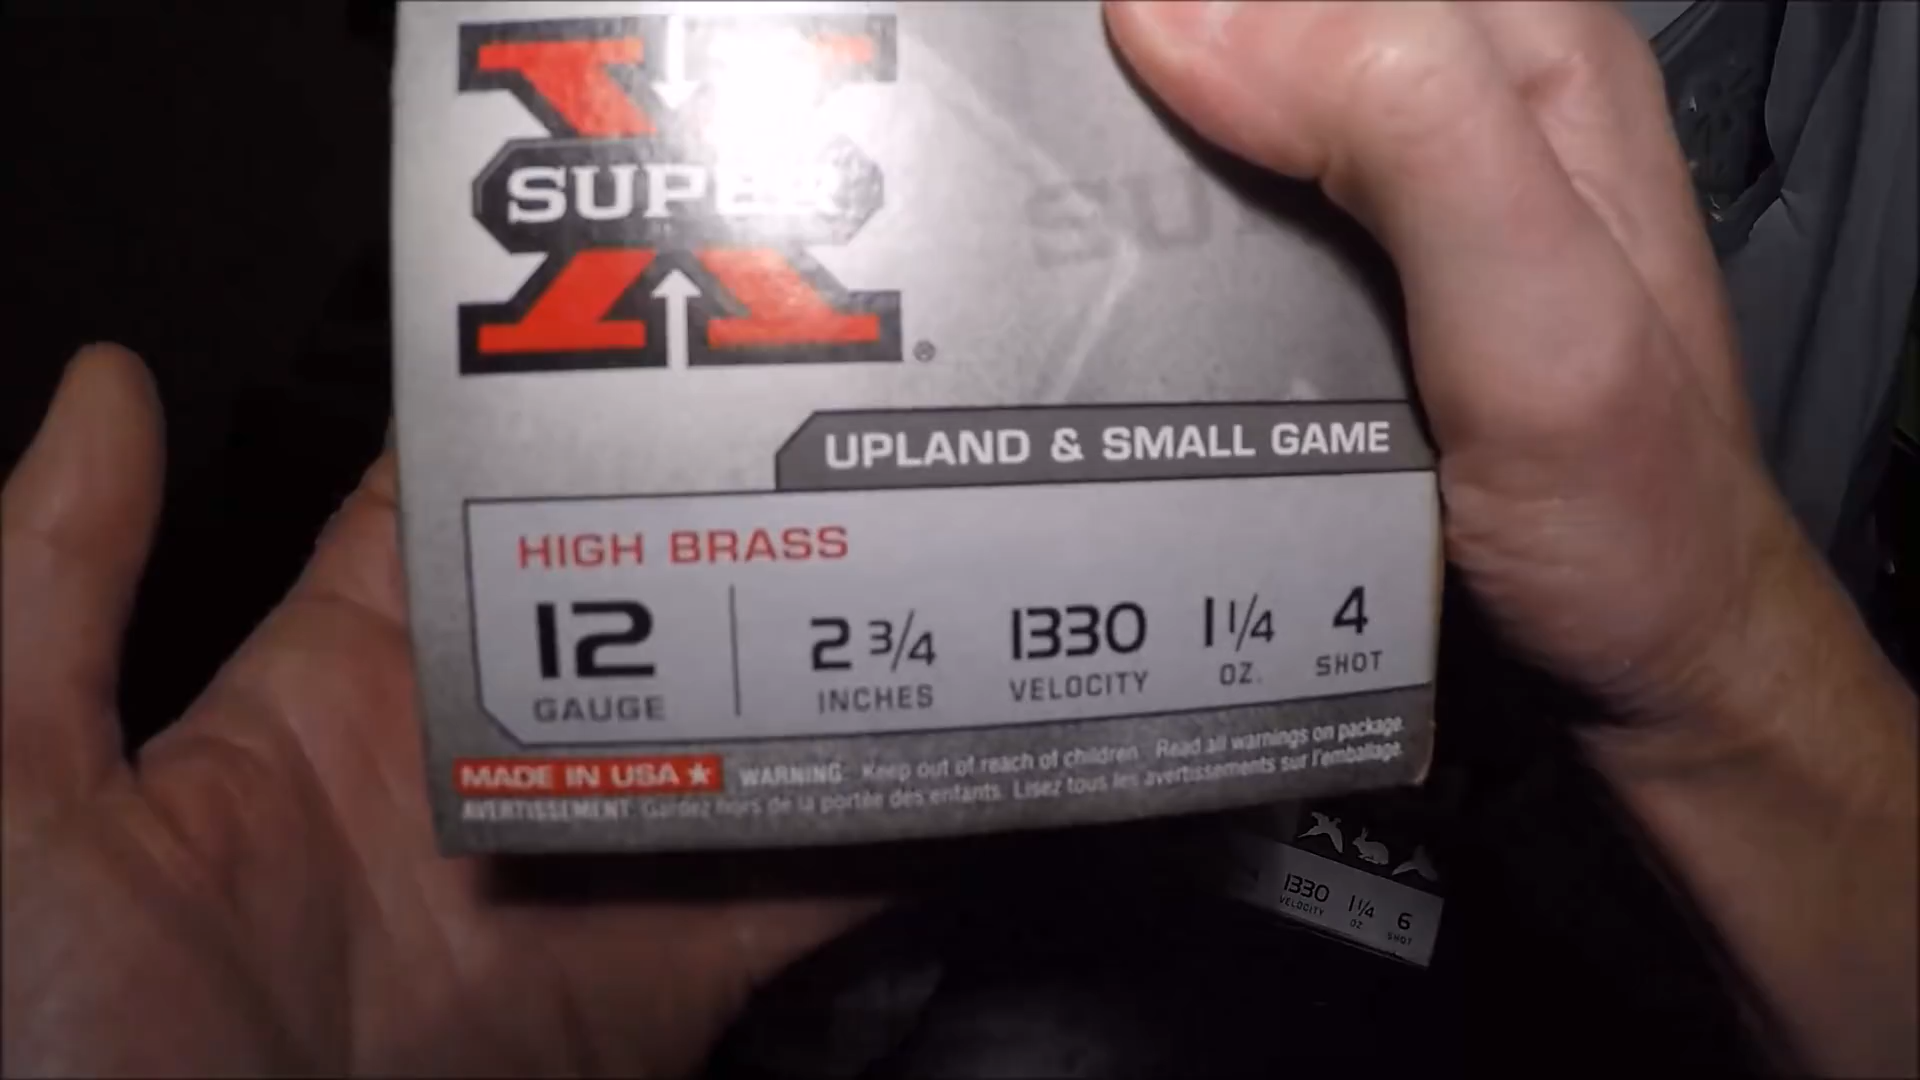 SUPER
®
SU
UPLAND & SMALL GAME
HIGH BRASS
12 GAUGE
2 3/4 INCHES
1330 VELOCITY
1 1/4 OZ.
4 SHOT
MADE IN USA ★ WARNING: Keep out of reach of children. Read all warnings on package.
AVERTISSEMENT: Gardez hors de la portée des enfants. Lisez tous les avertissements sur l'emballage.
1330 VELOCITY
1 1/4 OZ
6 SHOT